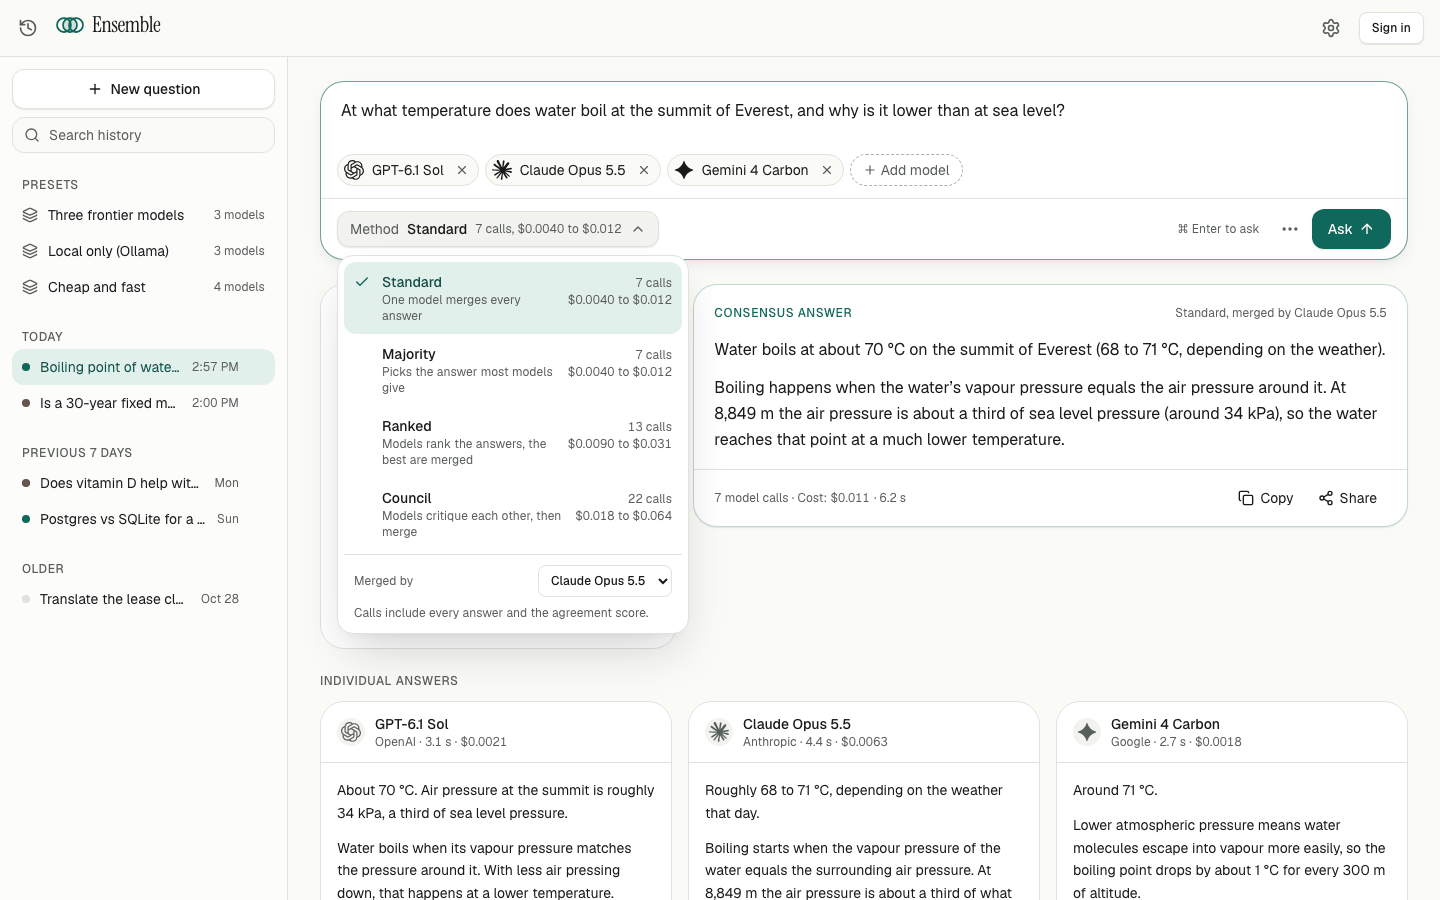 Ensemble
Sign in
New question
Search history
PRESETS
Three frontier models 3 models
Local only (Ollama) 3 models
Cheap and fast 4 models
TODAY
Boiling point of wate... 2:57 PM
Is a 30-year fixed m... 2:00 PM
PREVIOUS 7 DAYS
Does vitamin D help wit... Mon
Postgres vs SQLite for a ... Sun
OLDER
Translate the lease cl... Oct 28
At what temperature does water boil at the summit of Everest, and why is it lower than at sea level?
GPT-6.1 Sol × Claude Opus 5.5 × Gemini 4 Carbon × + Add model
Method Standard 7 calls, $0.0040 to $0.012
⌘ Enter to ask ··· Ask ↑
Standard 7 calls
One model merges every $0.0040 to $0.012
answer
Majority 7 calls
Picks the answer most models $0.0040 to $0.012
give
Ranked 13 calls
Models rank the answers, the $0.0090 to $0.031
best are merged
Council 22 calls
Models critique each other, then $0.018 to $0.064
merge
Merged by Claude Opus 5.5
Calls include every answer and the agreement score.
CONSENSUS ANSWER Standard, merged by Claude Opus 5.5
Water boils at about 70 °C on the summit of Everest (68 to 71 °C, depending on the weather).
Boiling happens when the water’s vapour pressure equals the air pressure around it. At
8,849 m the air pressure is about a third of sea level pressure (around 34 kPa), so the water
reaches that point at a much lower temperature.
7 model calls · Cost: $0.011 · 6.2 s Copy Share
INDIVIDUAL ANSWERS
GPT-6.1 Sol
OpenAI · 3.1 s · $0.0021
About 70 °C. Air pressure at the summit is roughly
34 kPa, a third of sea level pressure.
Water boils when its vapour pressure matches
the pressure around it. With less air pressing
down, that happens at a lower temperature.
Claude Opus 5.5
Anthropic · 4.4 s · $0.0063
Roughly 68 to 71 °C, depending on the weather
that day.
Boiling starts when the vapour pressure of the
water equals the surrounding air pressure. At
8,849 m the air pressure is about a third of what
Gemini 4 Carbon
Google · 2.7 s · $0.0018
Around 71 °C.
Lower atmospheric pressure means water
molecules escape into vapour more easily, so the
boiling point drops by about 1 °C for every 300 m
of altitude.